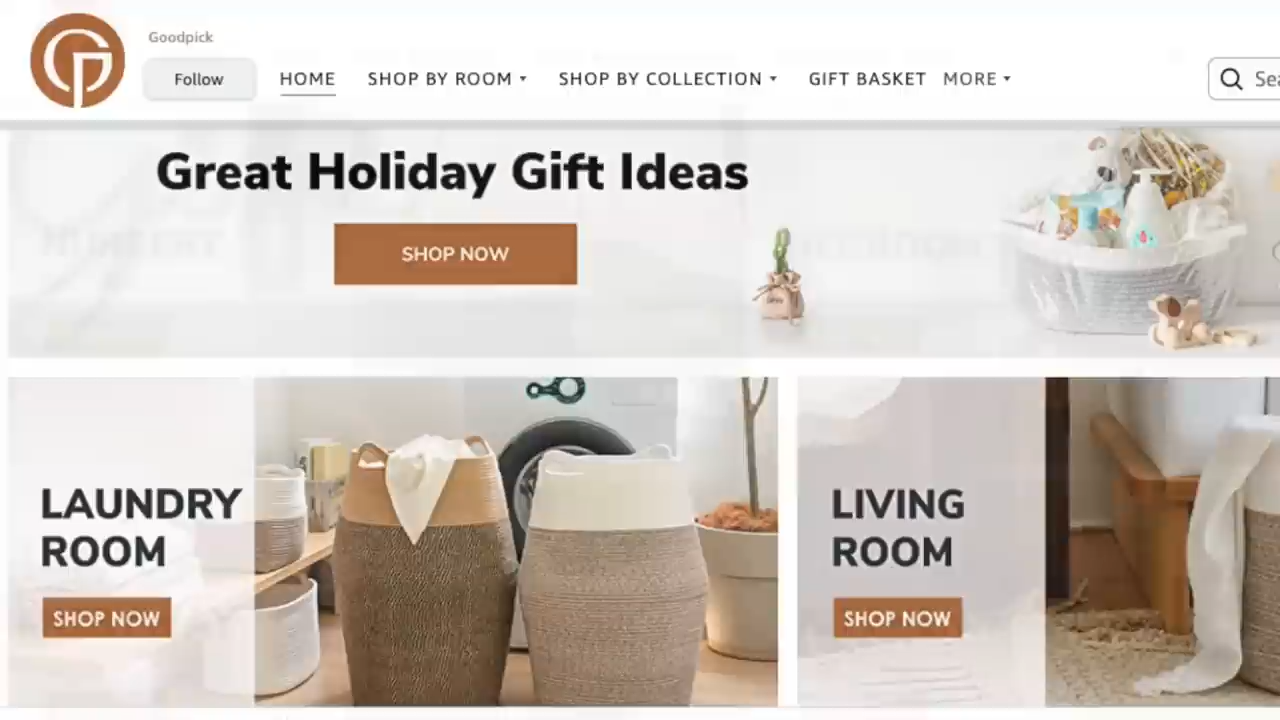 Goodpick
Follow
HOME
SHOP BY ROOM
SHOP BY COLLECTION
GIFT BASKET
MORE
Great Holiday Gift Ideas
SHOP NOW
LAUNDRY
ROOM
SHOP NOW
LIVING
ROOM
SHOP NOW